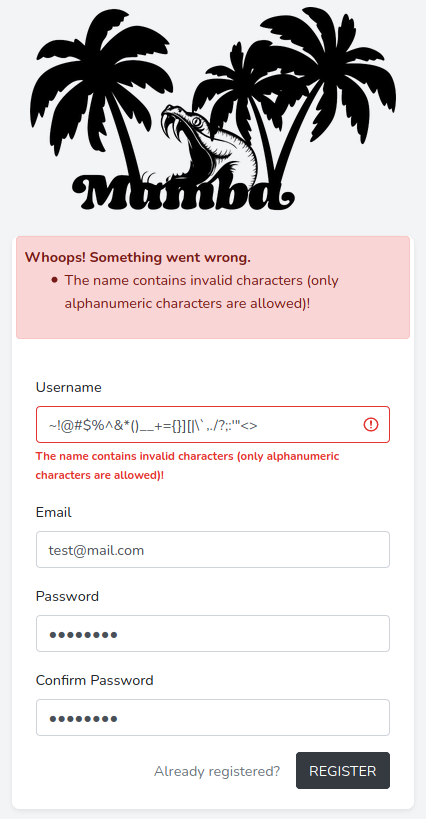 Mamba
Whoops! Something went wrong.
The name contains invalid characters (only
alphanumeric characters are allowed)!
Username
~!@#$%^&*()__+={}][|\`,./?;:'"<>
The name contains invalid characters (only alphanumeric
characters are allowed)!
Email
test@mail.com
Password
Confirm Password
Already registered?
REGISTER